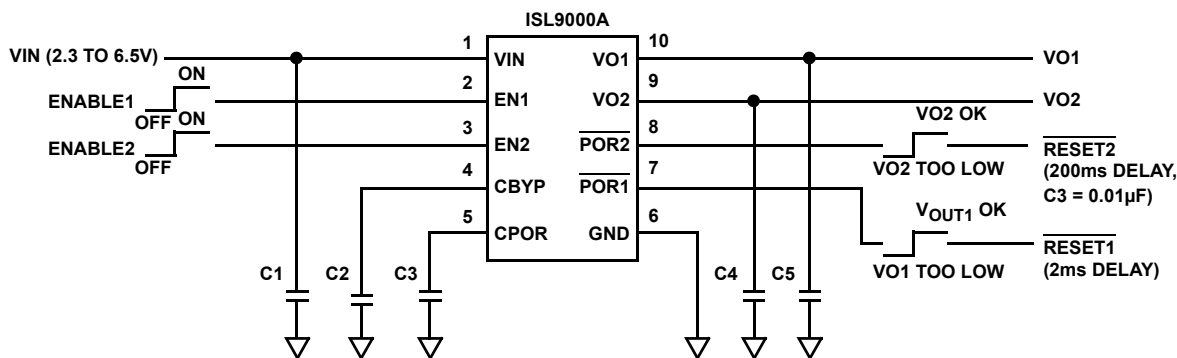 ISL9000A
VIN (2.3 TO 6.5V)
1
VIN
VO1
10
VO1
ON
ENABLE1
OFF
2
EN1
VO2
9
VO2
ON
ENABLE2
OFF
3
EN2
POR2
8
VO2 OK
VO2 TOO LOW
RESET2
(200ms DELAY,
C3 = 0.01µF)
4
CBYP
POR1
7
5
CPOR
GND
6
VOUT1 OK
VO1 TOO LOW
RESET1
(2ms DELAY)
C1
C2
C3
C4
C5